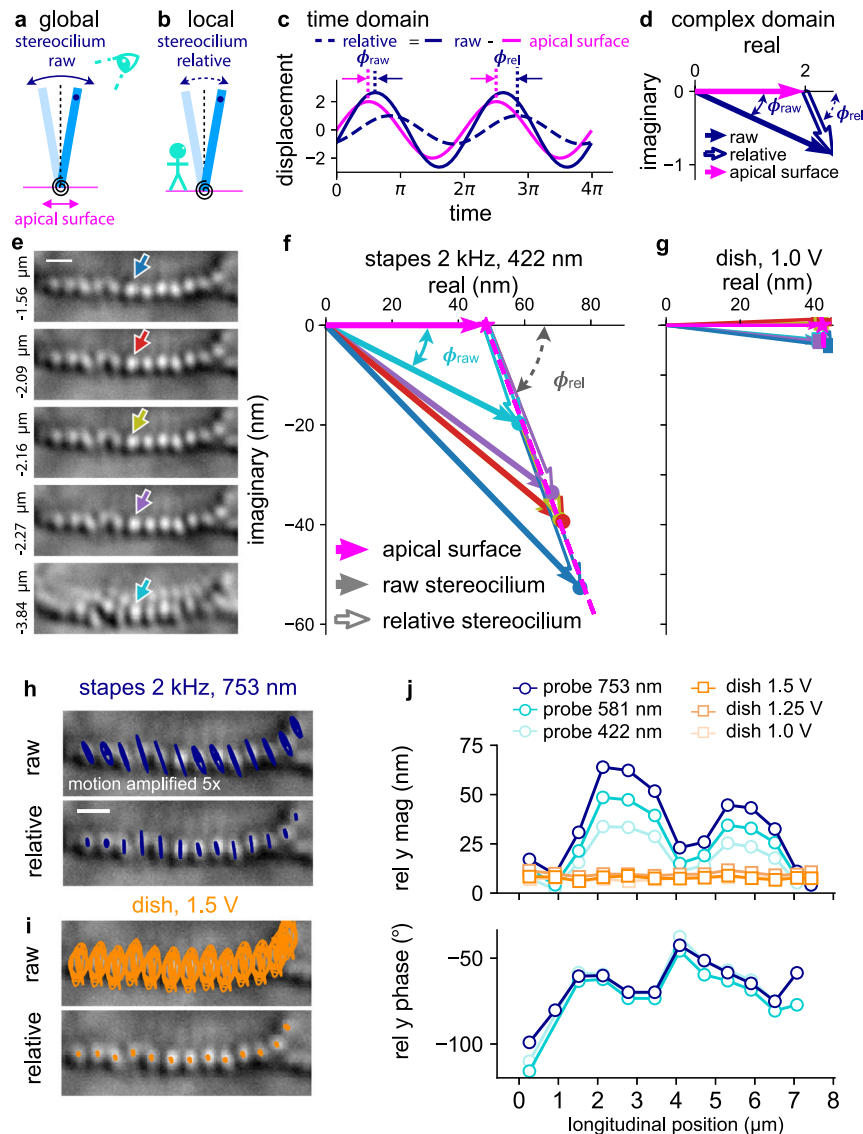 a global
stereocilium
raw
apical surface
b local
stereocilium
relative
c time domain
relative = raw - apical surface
ϕraw
ϕrel
displacement
2
0
−2
0 π 2π 3π 4π
time
d complex domain
real
0 2
imaginary
0
−1
ϕraw
ϕrel
raw
relative
apical surface
e
-1.56 µm
-2.09 µm
-2.16 µm
-2.27 µm
-3.84 µm
f
stapes 2 kHz, 422 nm
real (nm)
0 20 40 60 80
imaginary (nm)
0
−20
−40
−60
ϕraw
ϕrel
apical surface
raw stereocilium
relative stereocilium
g
dish, 1.0 V
real (nm)
0 20 40
h stapes 2 kHz, 753 nm
raw
motion amplified 5x
relative
dish, 1.5 V
i
raw
relative
j
probe 753 nm
probe 581 nm
probe 422 nm
dish 1.5 V
dish 1.25 V
dish 1.0 V
rel y mag (nm)
75
50
25
0
rel y phase (°)
−50
−100
0 1 2 3 4 5 6 7 8
longitudinal position (µm)